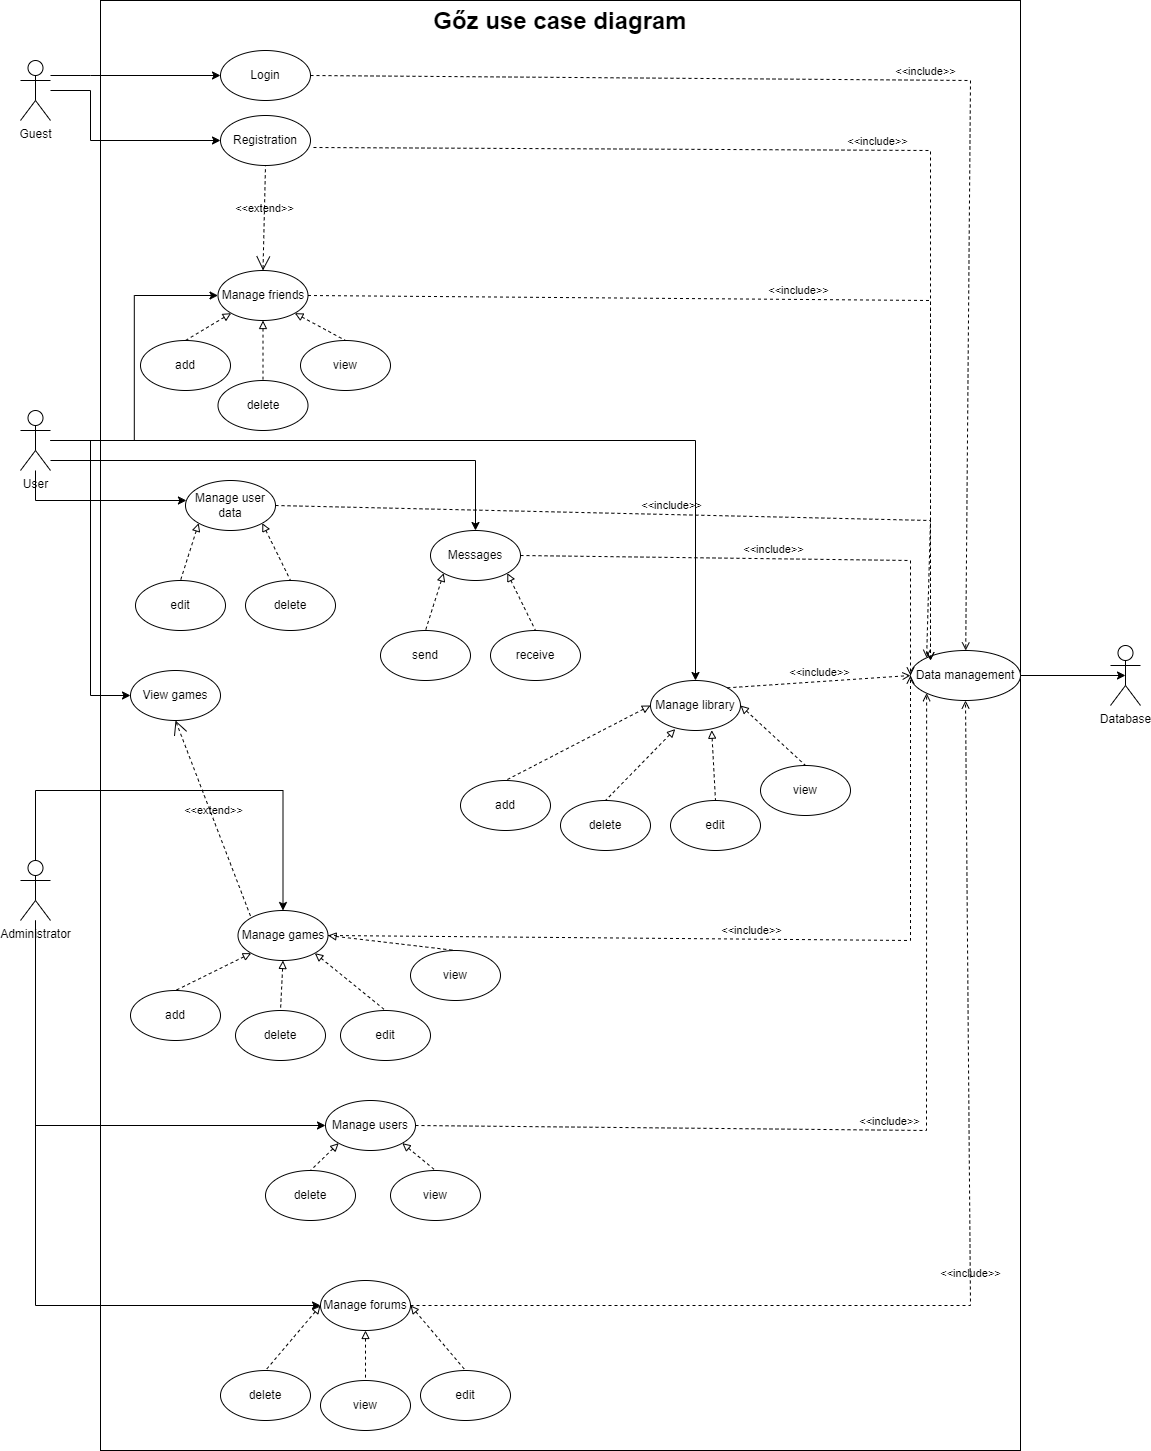 Gőz use case diagram
Login
<<include>>
Guest
Registration
<<include>>
<<extend>>
Manage friends
<<include>>
add
view
delete
User
Manage user
data
<<include>>
Messages
<<include>>
edit
delete
send
receive
View games
<<include>>
Data management
Manage library
Database
add
view
delete
edit
<<extend>>
Administrator
Manage games
<<include>>
view
add
delete
edit
Manage users
<<include>>
delete
view
<<include>>
Manage forums
delete
view
edit